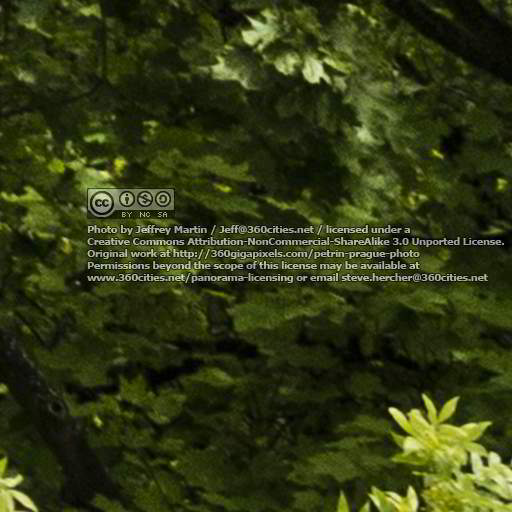 cc BY NC SA
Photo by Jeffrey Martin / Jeff@360cities.net / licensed under a
Creative Commons Attribution-NonCommercial-ShareAlike 3.0 Unported License.
Original work at http://360gigapixels.com/petrin-prague-photo
Permissions beyond the scope of this license may be available at
www.360cities.net/panorama-licensing or email steve.hercher@360cities.net